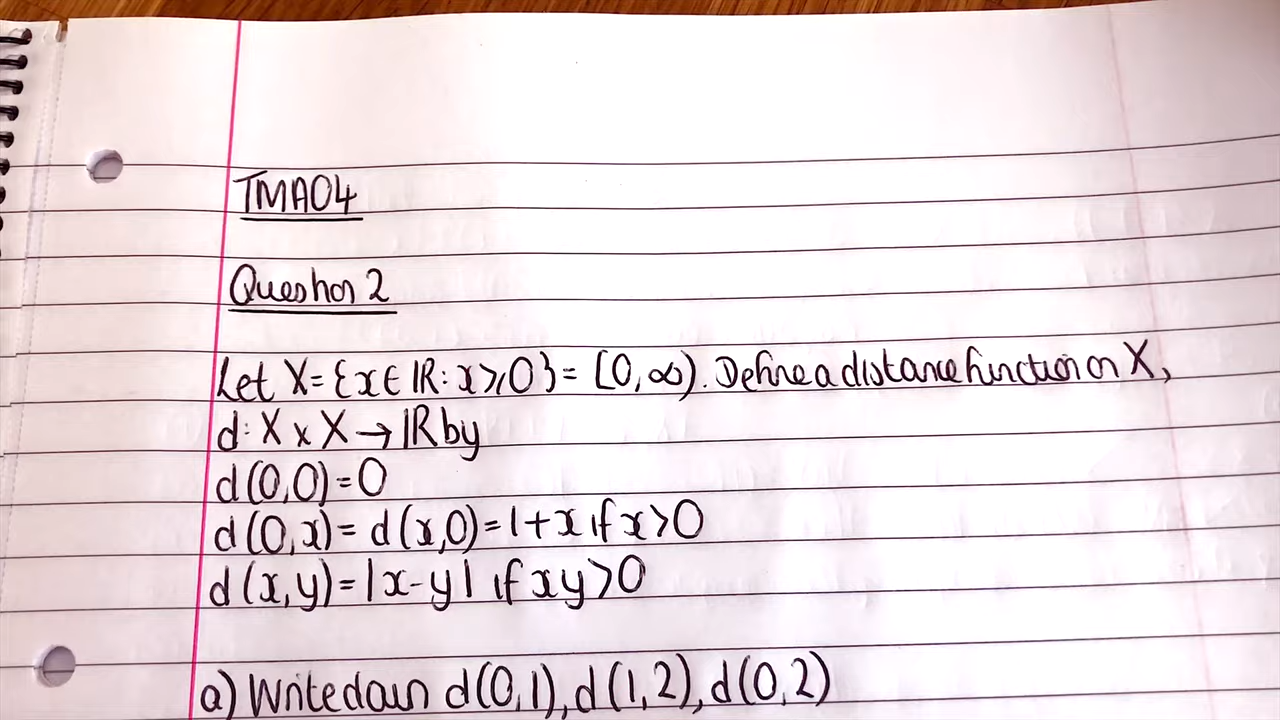 TMA04
Question 2
Let X = {x ∈ ℝ: x ≥ 0} = [0, ∞). Define a distance function on X,
d: X × X → ℝ by
d(0,0) = 0
d(0,x) = d(x,0) = 1 + x if x > 0
d(x,y) = |x - y| if xy > 0
a) Write down d(0,1), d(1,2), d(0,2)